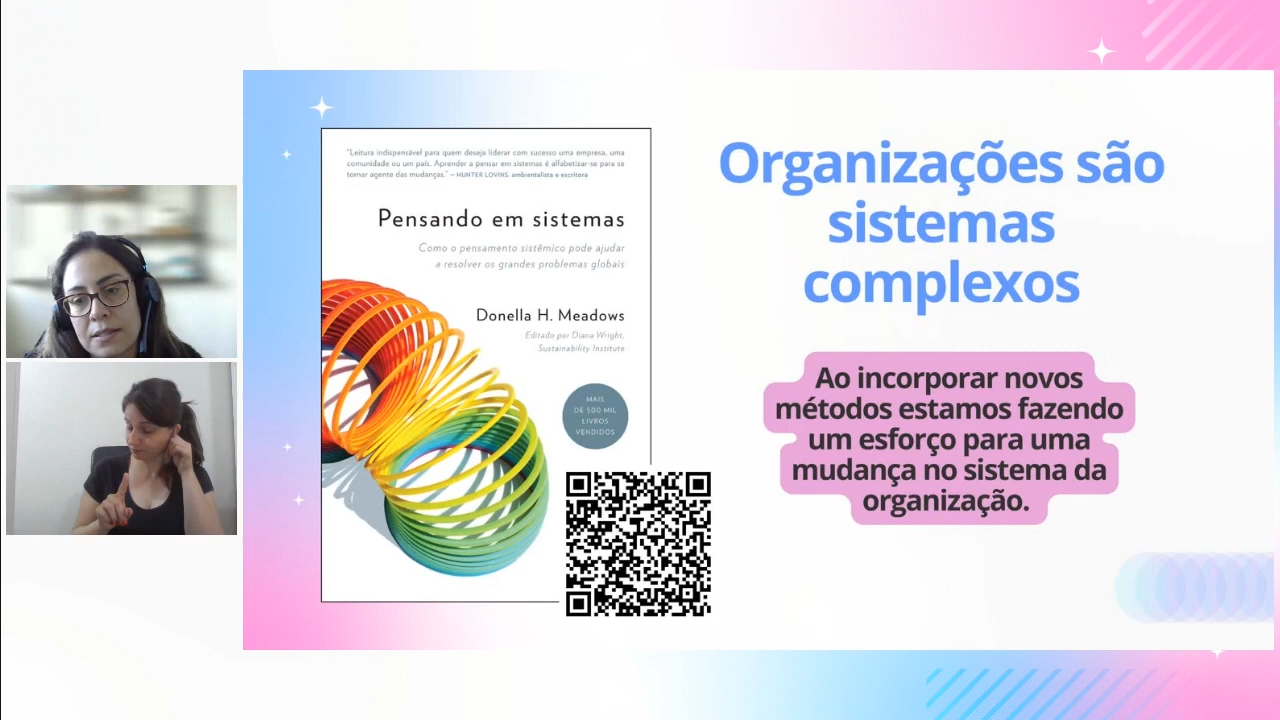 "Leitura indispensável para quem deseja liderar com sucesso uma empresa, uma
comunidade ou um país. Aprender a pensar em sistemas é alfabetizar-se para se
tornar agente das mudanças." – HUNTER LOVINS, ambientalista e escritora
Pensando em sistemas
Como o pensamento sistêmico pode ajudar
a resolver os grandes problemas globais
Donella H. Meadows
Editado por Diana Wright,
Sustainability Institute
MAIS
DE 500 MIL
LIVROS
VENDIDOS
Organizações são
sistemas
complexos
Ao incorporar novos
métodos estamos fazendo
um esforço para uma
mudança no sistema da
organização.